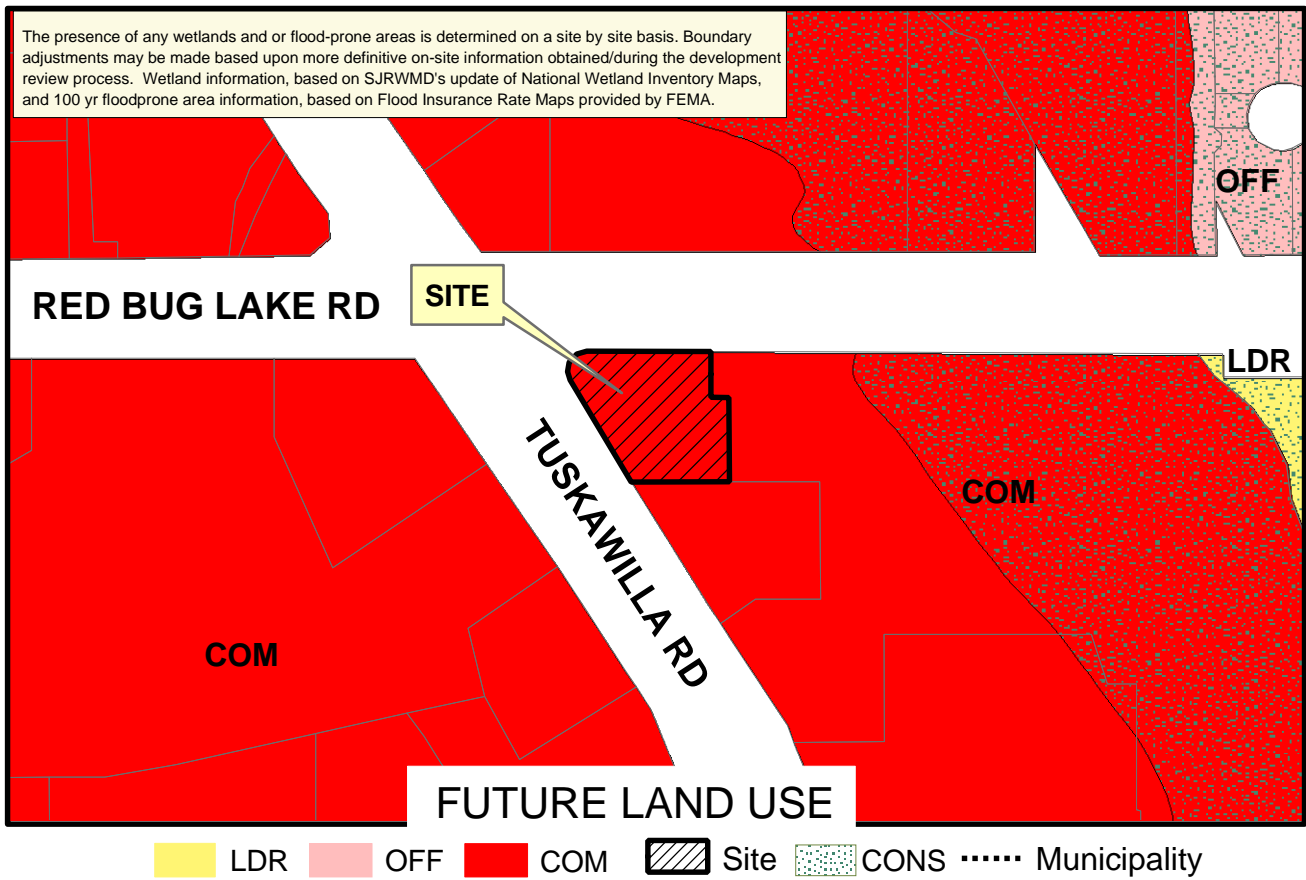 The presence of any wetlands and or flood-prone areas is determined on a site by site basis. Boundary
adjustments may be made based upon more definitive on-site information obtained/during the development
review process. Wetland information, based on SJRWMD's update of National Wetland Inventory Maps,
and 100 yr floodprone area information, based on Flood Insurance Rate Maps provided by FEMA.
OFF
RED BUG LAKE RD
SITE
LDR
TUSKAWILLA RD
COM
COM
FUTURE LAND USE
LDR OFF COM Site CONS Municipality